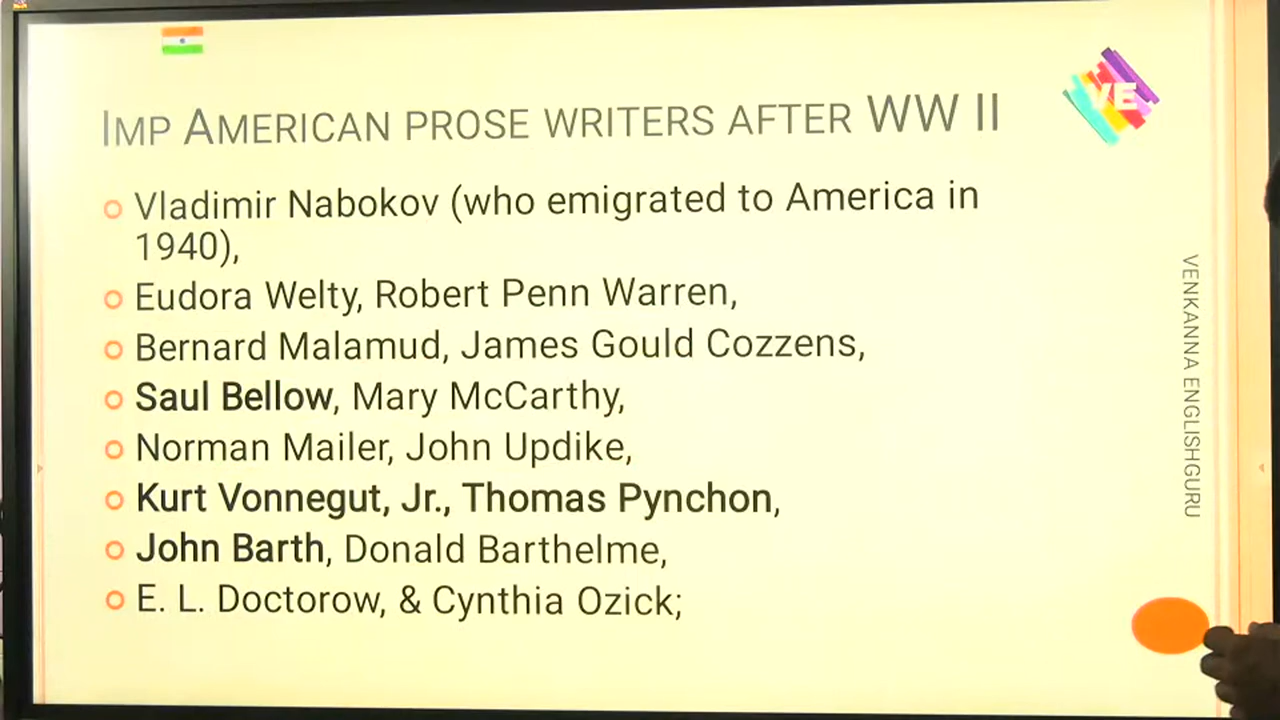 IMP AMERICAN PROSE WRITERS AFTER WW II
VE
Vladimir Nabokov (who emigrated to America in
1940),
Eudora Welty, Robert Penn Warren,
Bernard Malamud, James Gould Cozzens,
Saul Bellow, Mary McCarthy,
Norman Mailer, John Updike,
Kurt Vonnegut, Jr., Thomas Pynchon,
John Barth, Donald Barthelme,
E. L. Doctorow, & Cynthia Ozick;
VENKANNA ENGLISHGURU